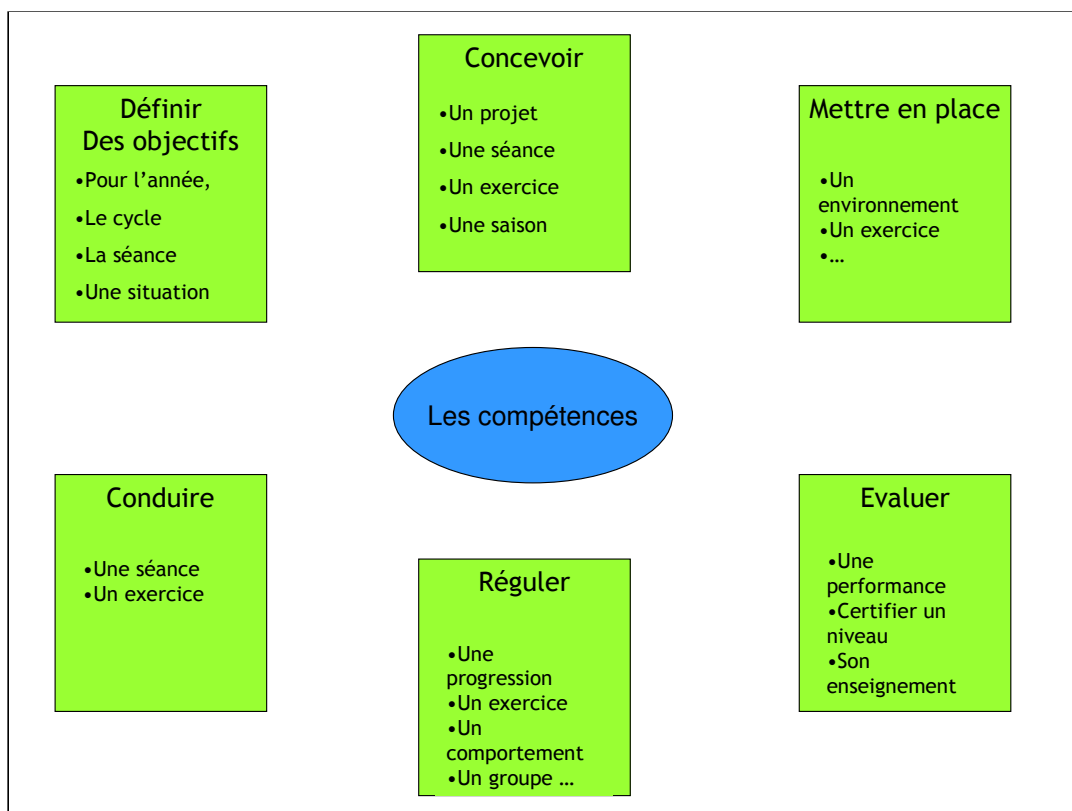 Définir
Des objectifs
•Pour l’année,
•Le cycle
•La séance
•Une situation
Concevoir
•Un projet
•Une séance
•Un exercice
•Une saison
Mettre en place
•Un
environnement
•Un exercice
•…
Les compétences
Conduire
•Une séance
•Un exercice
Réguler
•Une
progression
•Un exercice
•Un
comportement
•Un groupe …
Evaluer
•Une
performance
•Certifier un
niveau
•Son
enseignement